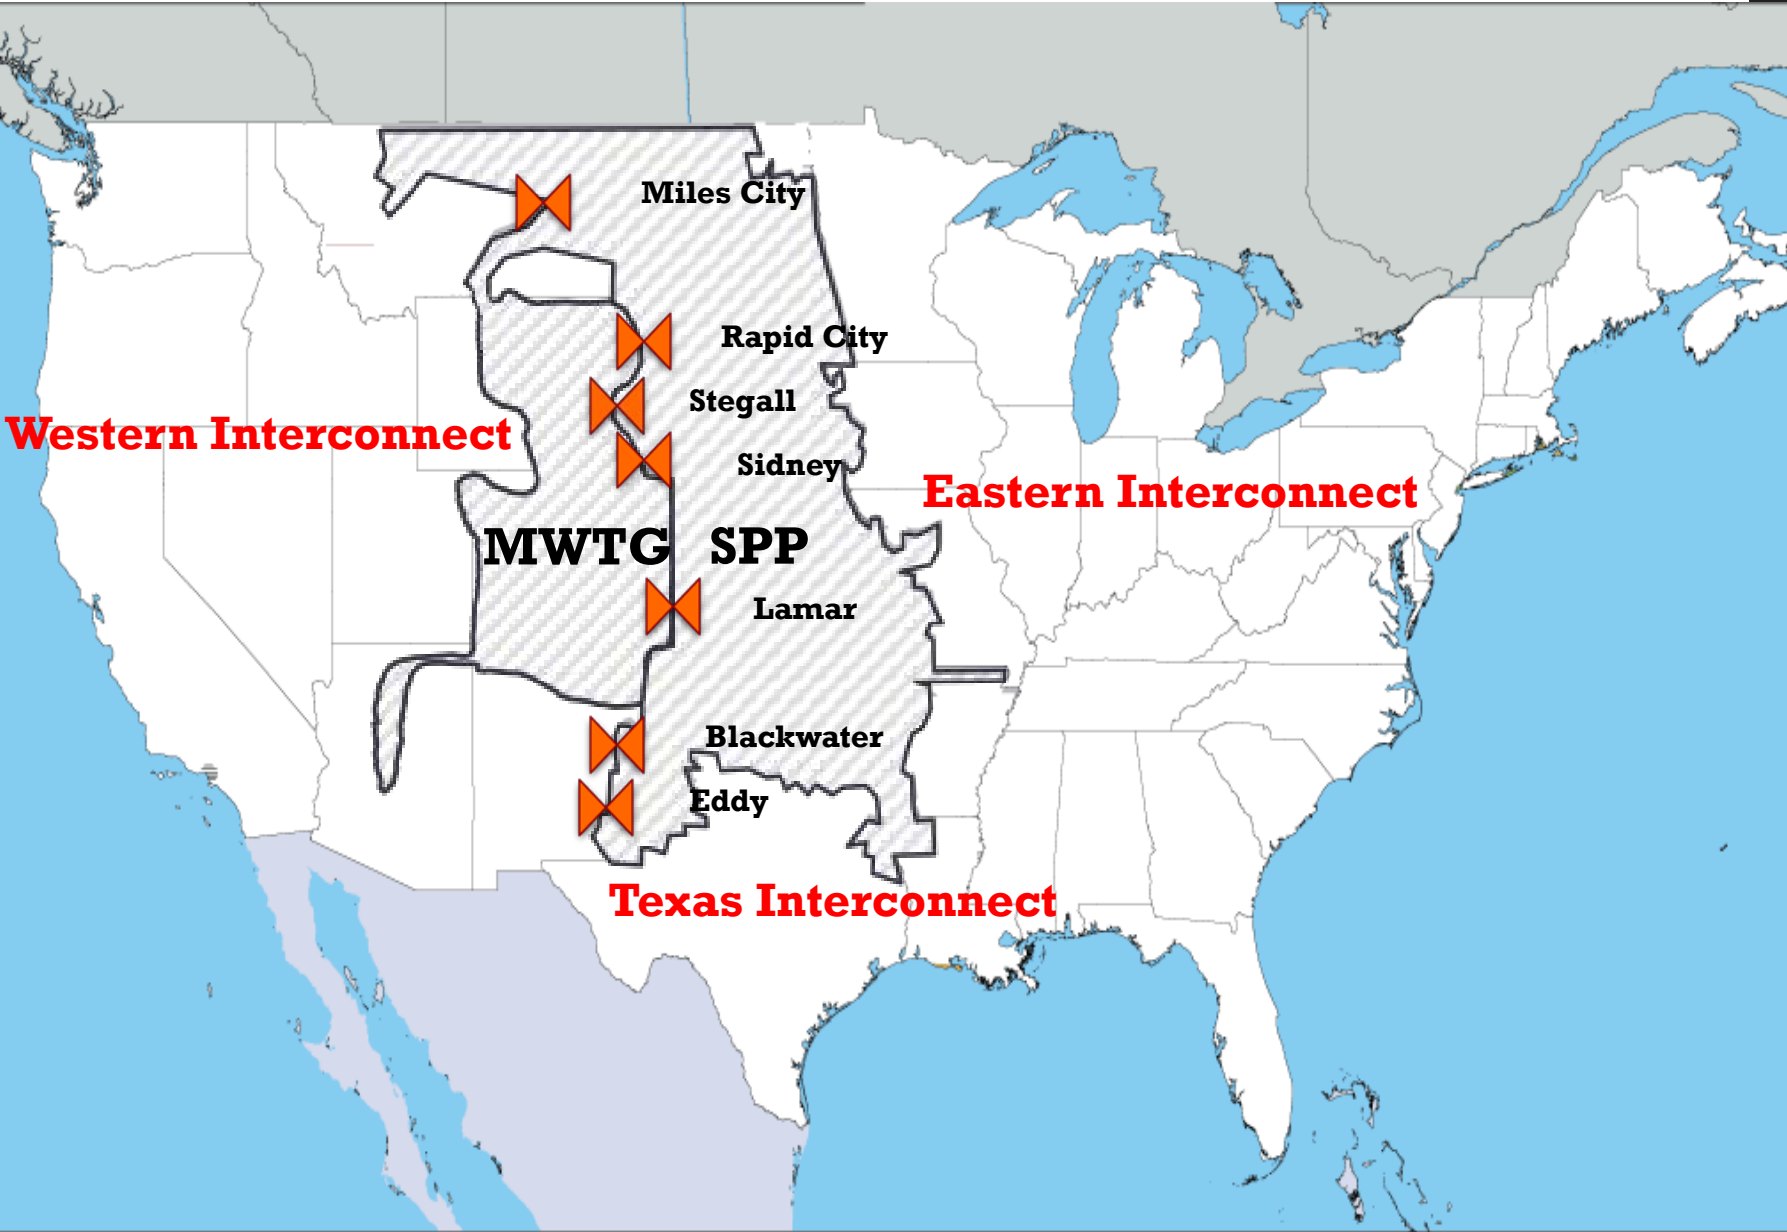 Miles City
Rapid City
Stegall
Western Interconnect
Sidney
Eastern Interconnect
MWTG SPP
Lamar
Blackwater
Eddy
Texas Interconnect